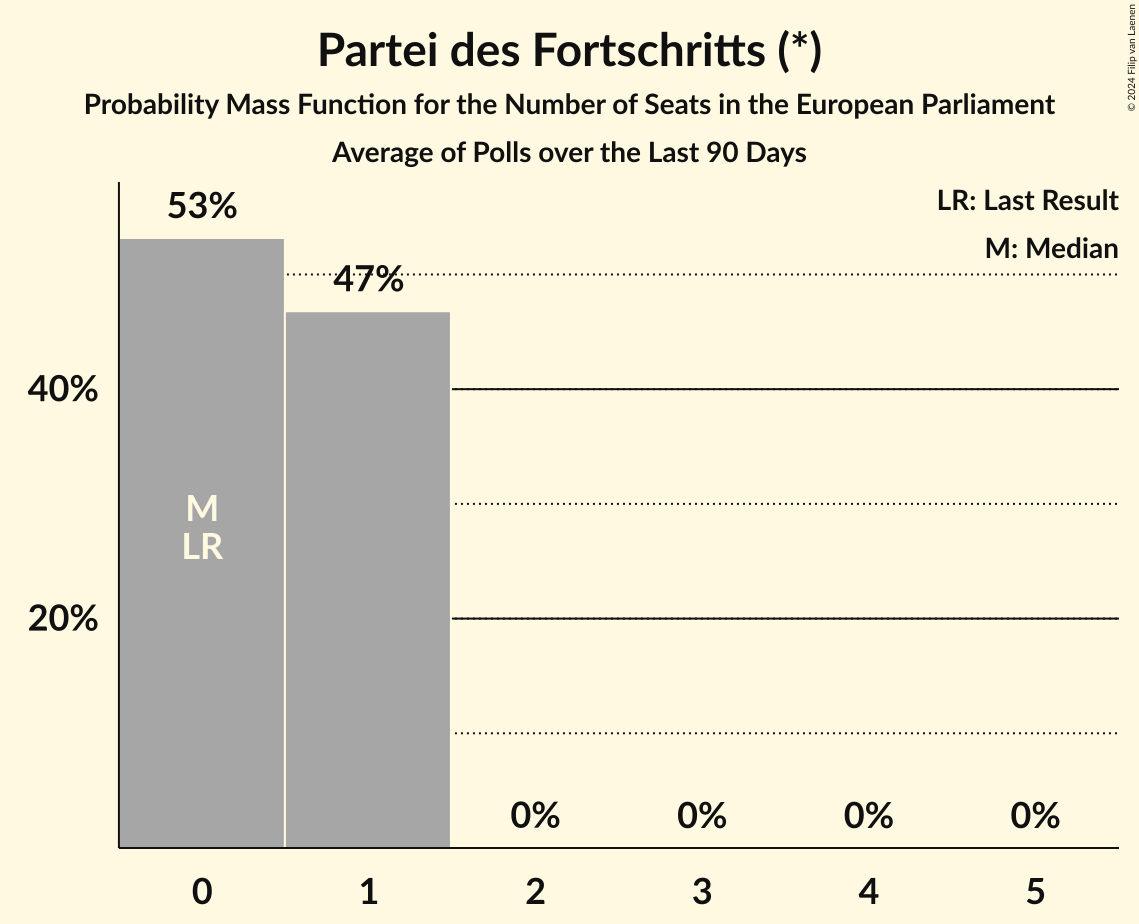 Partei des Fortschritts (*)
Probability Mass Function for the Number of Seats in the European Parliament
Average of Polls over the Last 90 Days
© 2024 Filip van Laenen
LR: Last Result
M: Median
53%
47%
40%
M
LR
20%
0% 0% 0% 0%
0 1 2 3 4 5